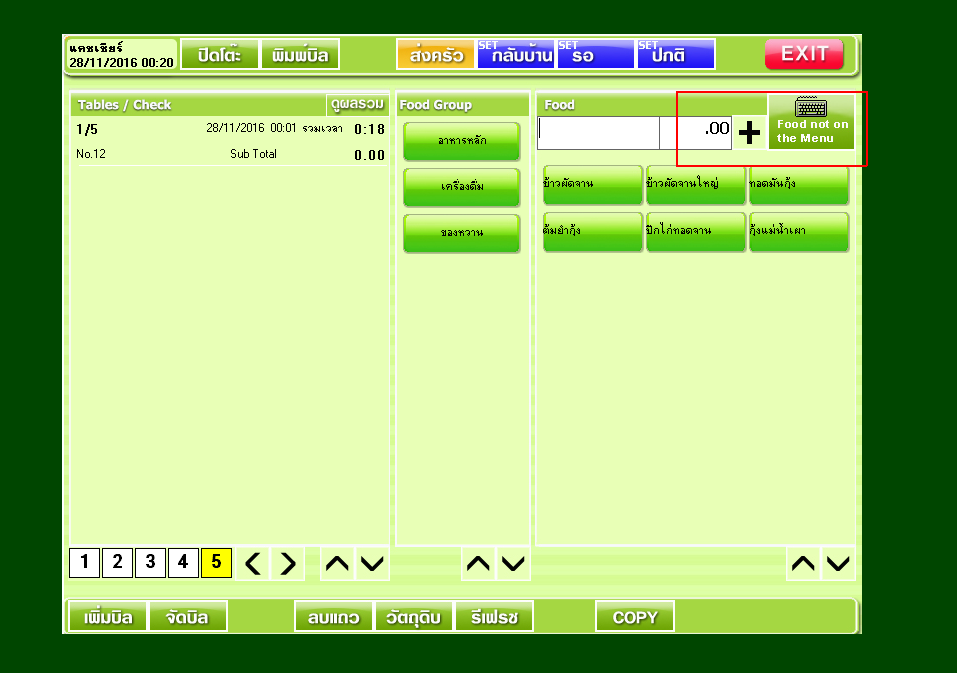 แคชเชียร์
28/11/2016 00:20
ปิดโต๊ะ
พิมพ์บิล
ส่งครัว
SET กลับบ้าน
SET รอ
SET ปกติ
EXIT
Tables / Check
ดูผลรวม
Food Group
Food
1/5
28/11/2016 00:01 รวมเวลา 0:18
No.12
Sub Total
0.00
.00
+
Food not on
the Menu
อาหารหลัก
เครื่องดื่ม
ของหวาน
ข้าวผัดจาน
ข้าวผัดจานใหญ่
ทอดมันกุ้ง
ต้มยำกุ้ง
ปีกไก่ทอดจาน
กุ้งแม่น้ำเผา
1 2 3 4 5
เพิ่มบิล
จัดบิล
ลบแถว
วัตถุดิบ
รีเฟรช
COPY